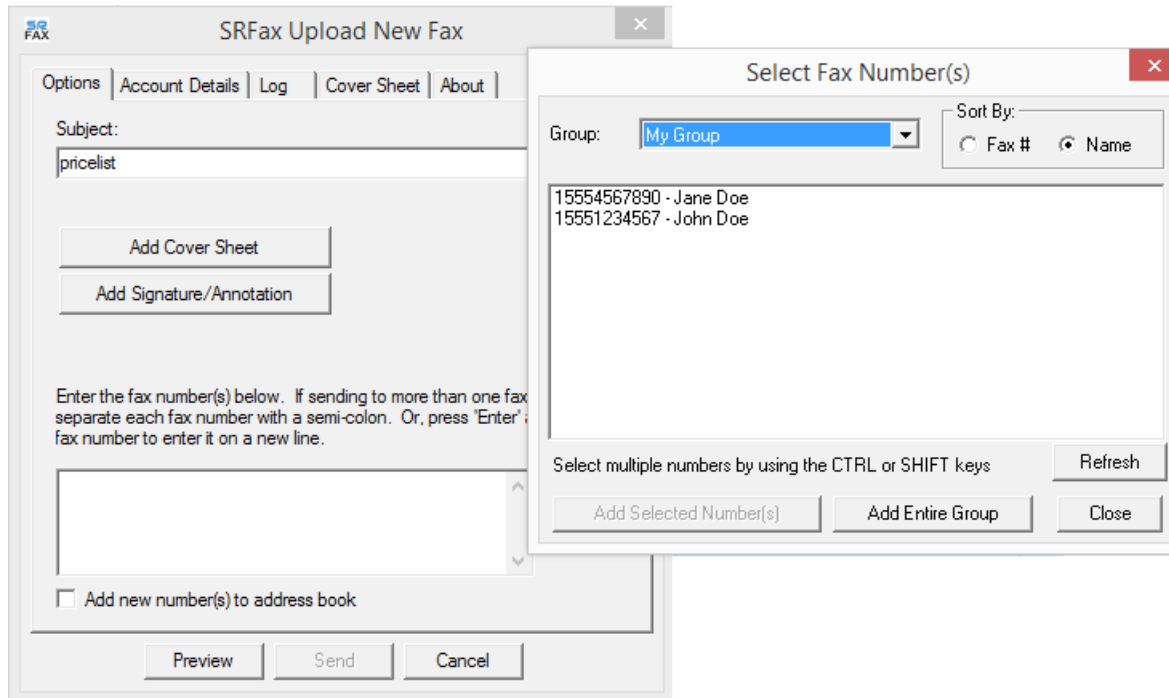 SR
FAX
SRFax Upload New Fax
Options
Account Details
Log
Cover Sheet
About
Subject:
pricelist
Add Cover Sheet
Add Signature/Annotation
Enter the fax number(s) below. If sending to more than one fax
separate each fax number with a semi-colon. Or, press 'Enter'
fax number to enter it on a new line.
Add new number(s) to address book
Preview
Send
Cancel
Select Fax Number(s)
Group:
My Group
Sort By:
Fax #
Name
15554567890 - Jane Doe
15551234567 - John Doe
Select multiple numbers by using the CTRL or SHIFT keys
Refresh
Add Selected Number(s)
Add Entire Group
Close